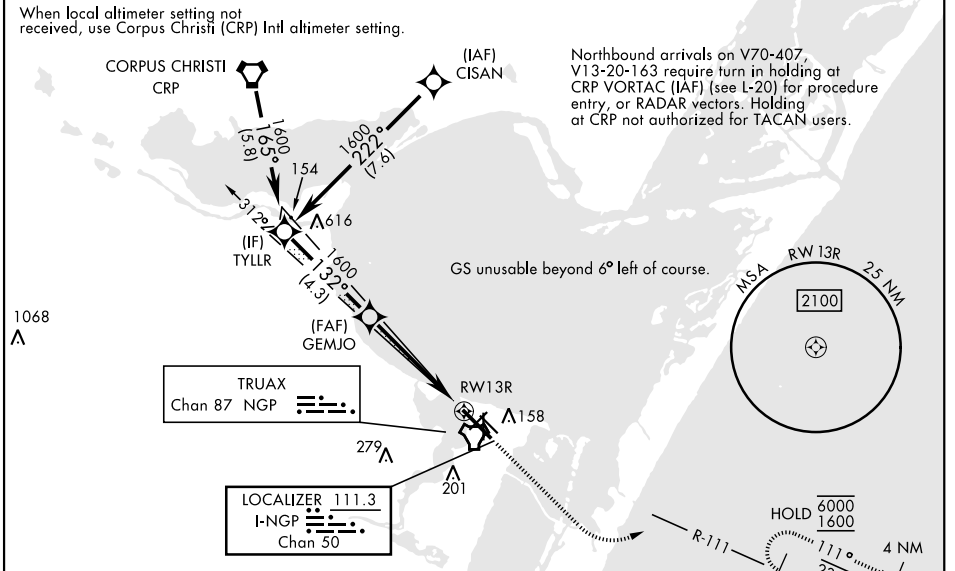 When local altimeter setting not
received, use Corpus Christi (CRP) Intl altimeter setting.
CORPUS CHRISTI
CRP
(IAF)
CISAN
Northbound arrivals on V70-407,
V13-20-163 require turn in holding at
CRP VORTAC (IAF) (see L-20) for procedure
entry, or RADAR vectors. Holding
at CRP not authorized for TACAN users.
1600
165°
(5.8)
1600
222°
(7.6)
154
312°
616
(IF)
TYLLR
1600
132°
(4.3)
GS unusable beyond 6° left of course.
MSA RW 13R 25 NM
2100
1068
(FAF)
GEMJO
TRUAX
Chan 87 NGP
RW13R
158
279
201
LOCALIZER 111.3
I-NGP
Chan 50
HOLD 6000
1600
R-111
111°
4 NM